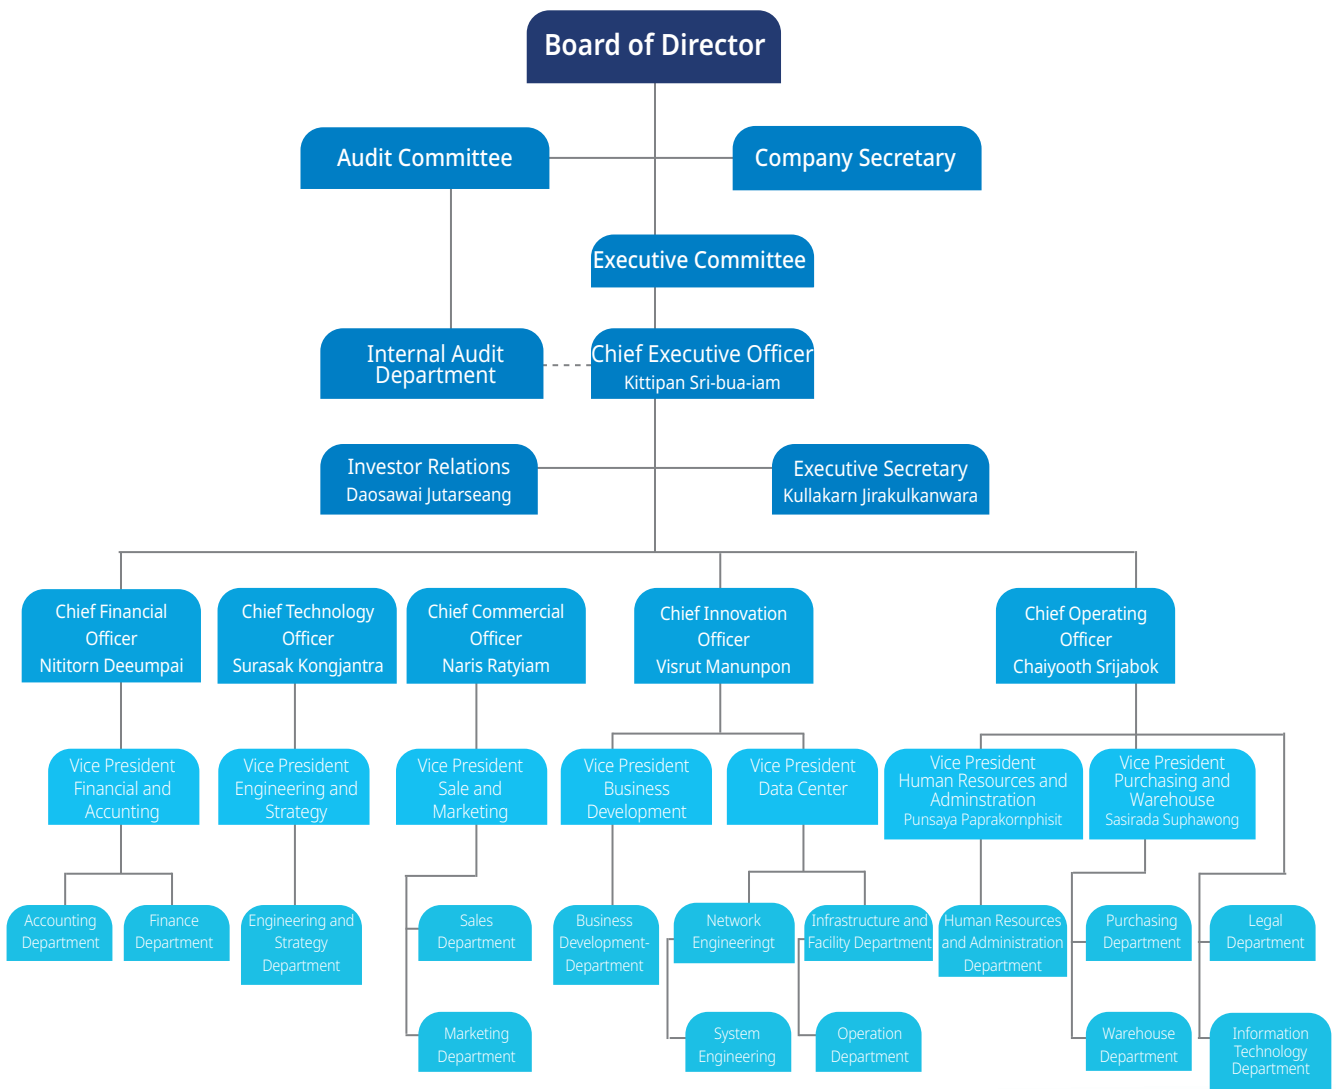 Board of Director
Audit Committee
Company Secretary
Executive Committee
Internal Audit
Department
Chief Executive Officer
Kittipan Sri-bua-iam
Investor Relations
Daosawai Jutarseang
Executive Secretary
Kullakarn Jirakulkanwara
Chief Financial
Officer
Nititorn Deeumpai
Chief Technology
Officer
Surasak Kongjantra
Chief Commercial
Officer
Naris Ratyiam
Chief Innovation
Officer
Visrut Manunpon
Chief Operating
Officer
Chaiyooth Srijabok
Vice President
Financial and
Accunting
Vice President
Engineering and
Strategy
Vice President
Sale and
Marketing
Vice President
Business
Development
Vice President
Data Center
Vice President
Human Resources and
Adminstration
Punsaya Paprakornphisit
Vice President
Purchasing and
Warehouse
Sasirada Suphawong
Accounting
Department
Finance
Department
Engineering and
Strategy
Department
Sales
Department
Business
Development-
Department
Network
Engineeringt
Infrastructure and
Facility Department
Human Resources
and Administration
Department
Purchasing
Department
Legal
Department
Marketing
Department
System
Engineering
Operation
Department
Warehouse
Department
Information
Technology
Department